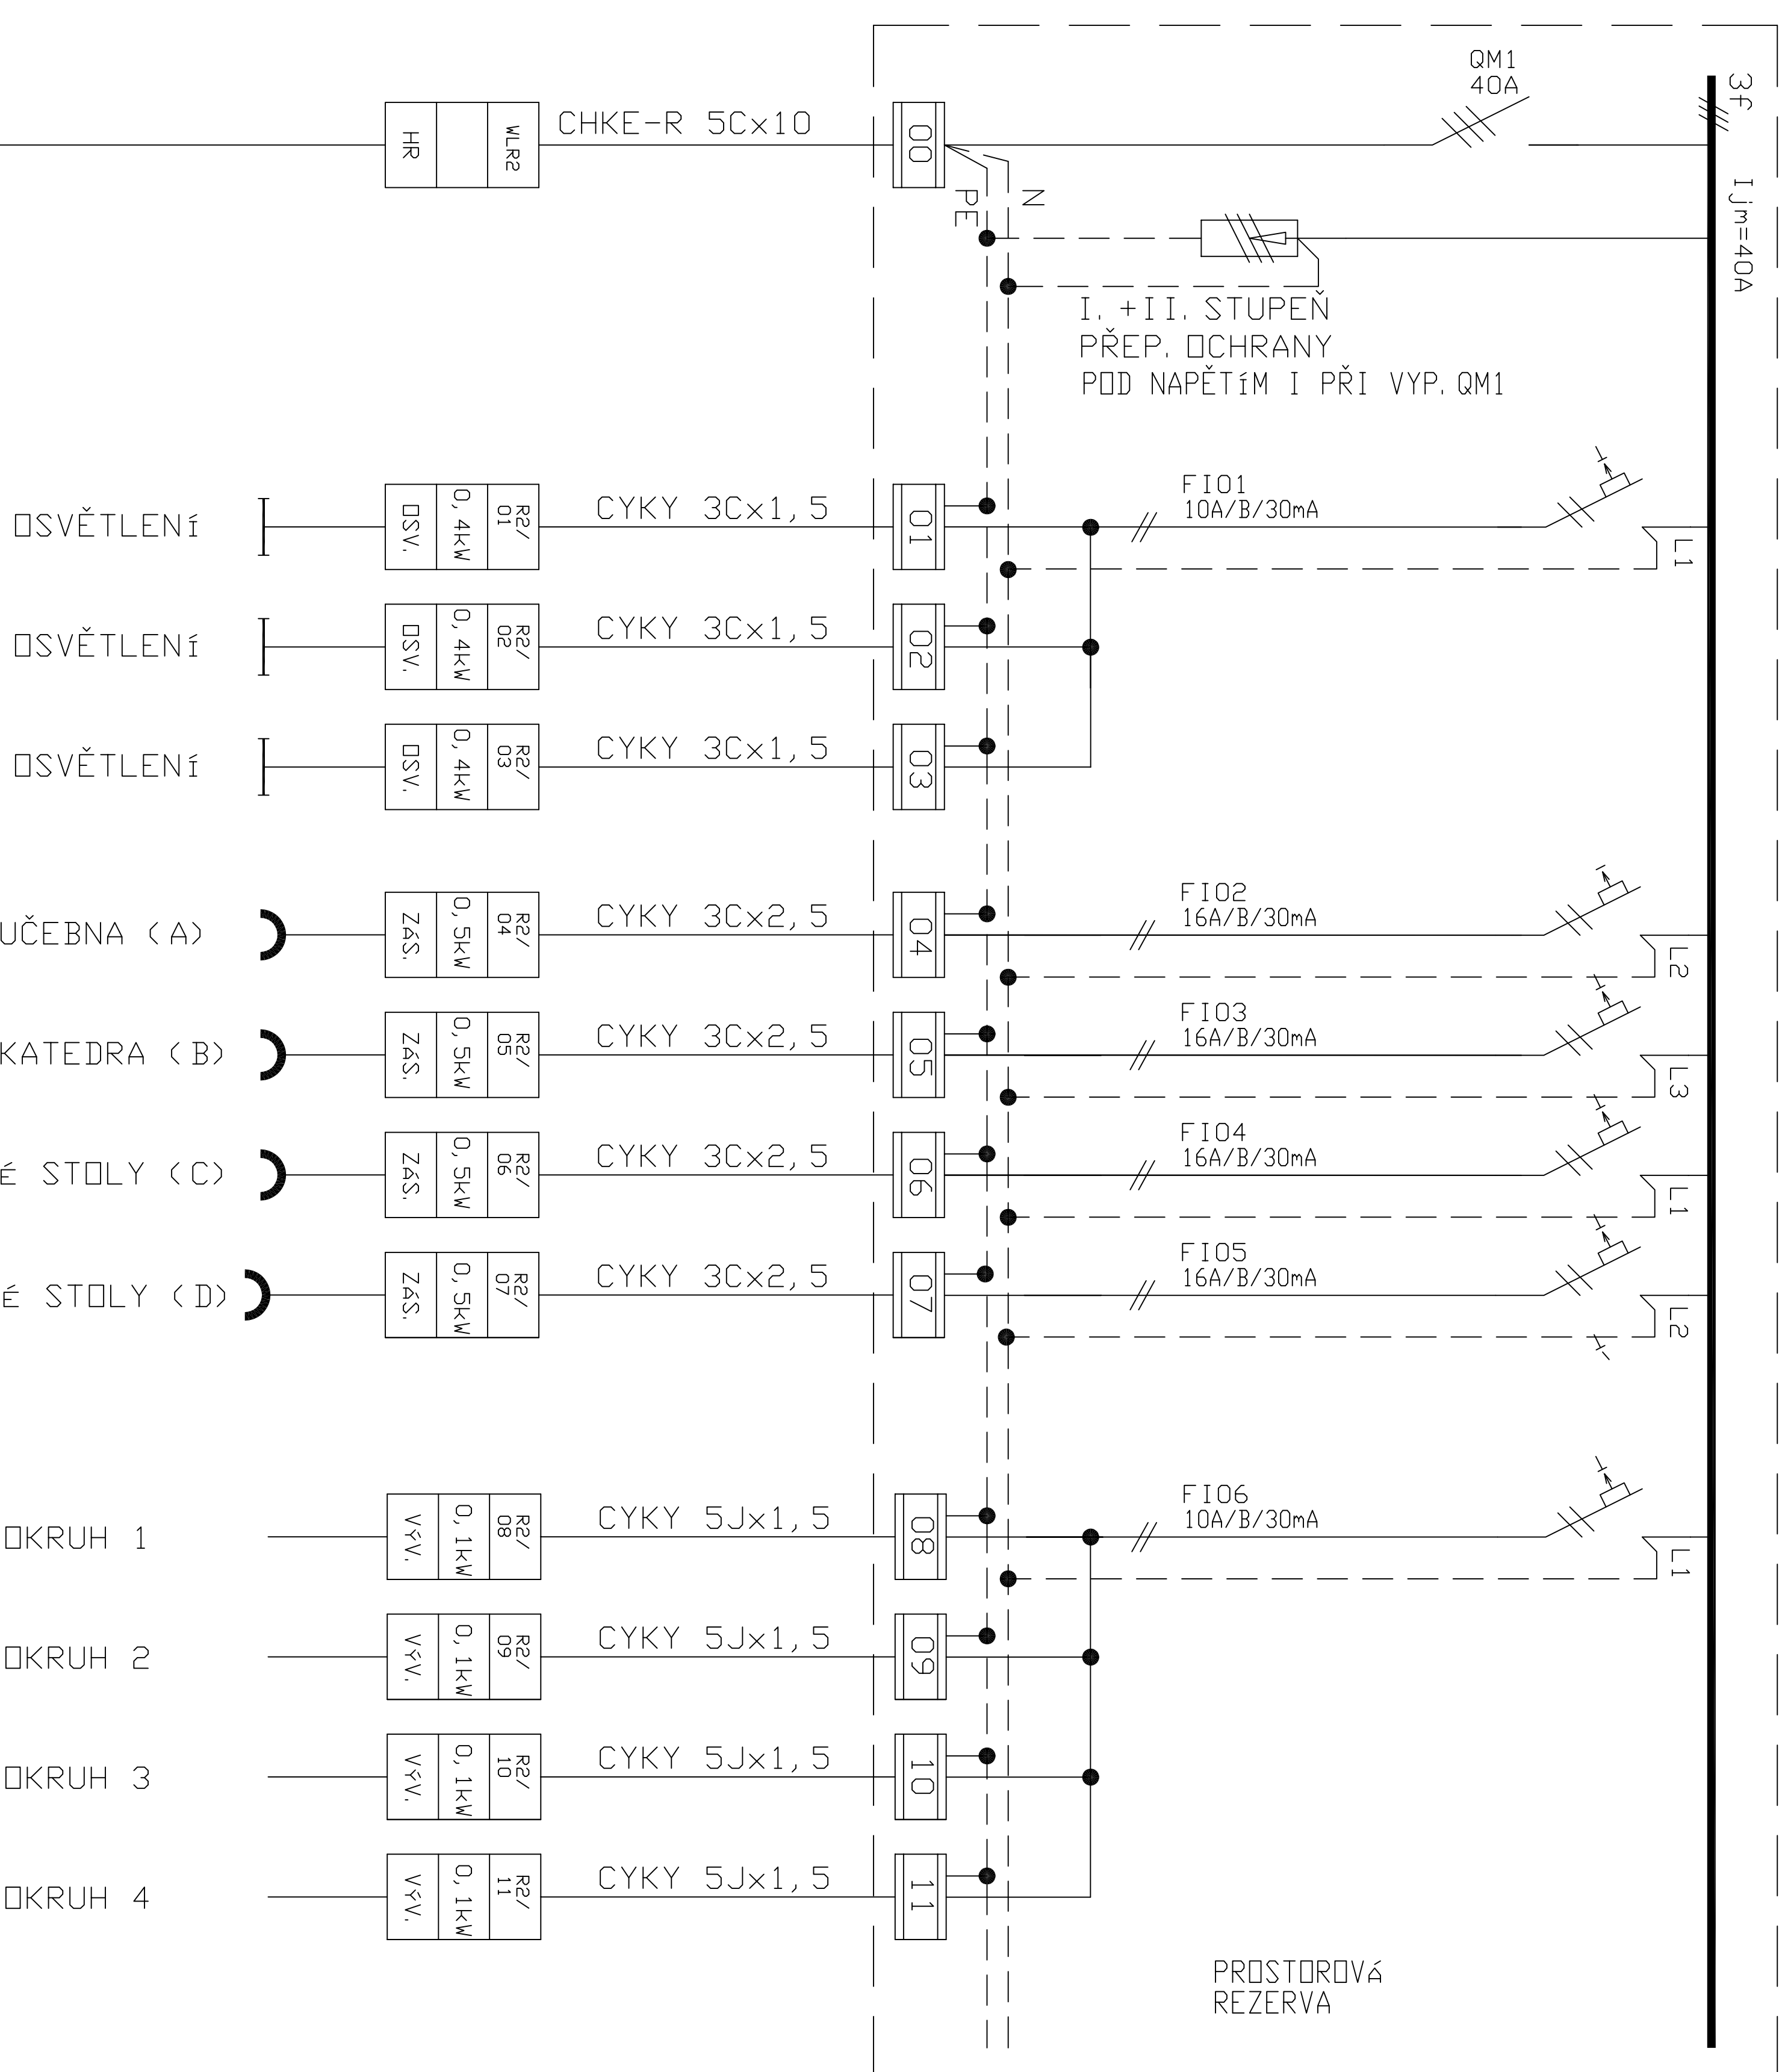 QM1
40A
3f
Ijm=40A
HR
WLR2
CHKE-R 5Cx10
00
PE
N
I. +II. STUPEŇ
PŘEP. OCHRANY
POD NAPĚTÍM I PŘI VYP. QM1
OSVĚTLENÍ
OSV.
0,4kW
R2/
01
CYKY 3Cx1,5
01
FI01
10A/B/30mA
L1
OSVĚTLENÍ
OSV.
0,4kW
R2/
02
CYKY 3Cx1,5
02
OSVĚTLENÍ
OSV.
0,4kW
R2/
03
CYKY 3Cx1,5
03
UČEBNA (A)
ZÁS.
0,5kW
R2/
04
CYKY 3Cx2,5
04
FI02
16A/B/30mA
L2
KATEDRA (B)
ZÁS.
0,5kW
R2/
05
CYKY 3Cx2,5
05
FI03
16A/B/30mA
L3
É STOLY (C)
ZÁS.
0,5kW
R2/
06
CYKY 3Cx2,5
06
FI04
16A/B/30mA
L1
É STOLY (D)
ZÁS.
0,5kW
R2/
07
CYKY 3Cx2,5
07
FI05
16A/B/30mA
L2
OKRUH 1
VÝV.
0,1kW
R2/
08
CYKY 5Jx1,5
08
FI06
10A/B/30mA
L1
OKRUH 2
VÝV.
0,1kW
R2/
09
CYKY 5Jx1,5
09
OKRUH 3
VÝV.
0,1kW
R2/
10
CYKY 5Jx1,5
10
OKRUH 4
VÝV.
0,1kW
R2/
11
CYKY 5Jx1,5
11
PROSTOROVÁ
REZERVA